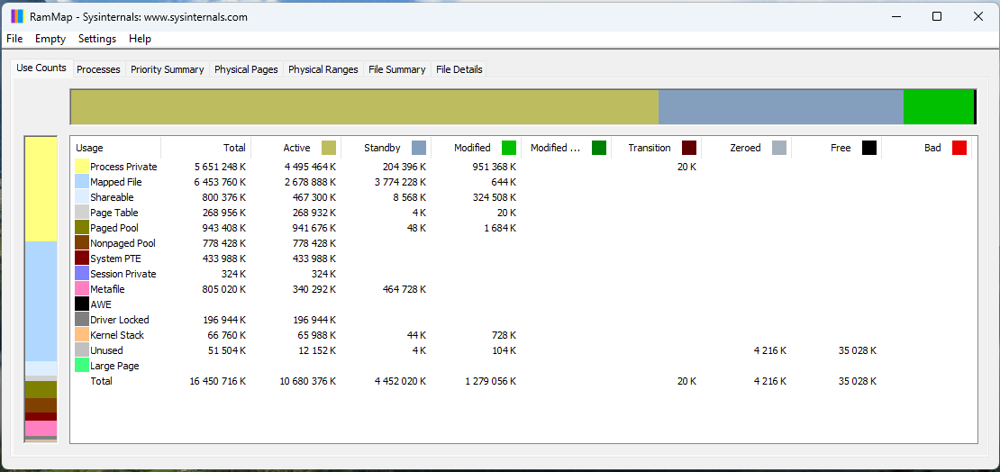 RamMap - Sysinternals: www.sysinternals.com
File Empty Settings Help
Use Counts Processes Priority Summary Physical Pages Physical Ranges File Summary File Details
Usage Total Active Standby Modified Modified ... Transition Zeroed Free Bad
Process Private 5 651 248 K 4 495 464 K 204 396 K 951 368 K 20 K
Mapped File 6 453 760 K 2 678 888 K 3 774 228 K 644 K
Shareable 800 376 K 467 300 K 8 568 K 324 508 K
Page Table 268 956 K 268 932 K 4 K 20 K
Paged Pool 943 408 K 941 676 K 48 K 1 684 K
Nonpaged Pool 778 428 K 778 428 K
System PTE 433 988 K 433 988 K
Session Private 324 K 324 K
Metafile 805 020 K 340 292 K 464 728 K
AWE
Driver Locked 196 944 K 196 944 K
Kernel Stack 66 760 K 65 988 K 44 K 728 K
Unused 51 504 K 12 152 K 4 K 104 K 4 216 K 35 028 K
Large Page
Total 16 450 716 K 10 680 376 K 4 452 020 K 1 279 056 K 20 K 4 216 K 35 028 K